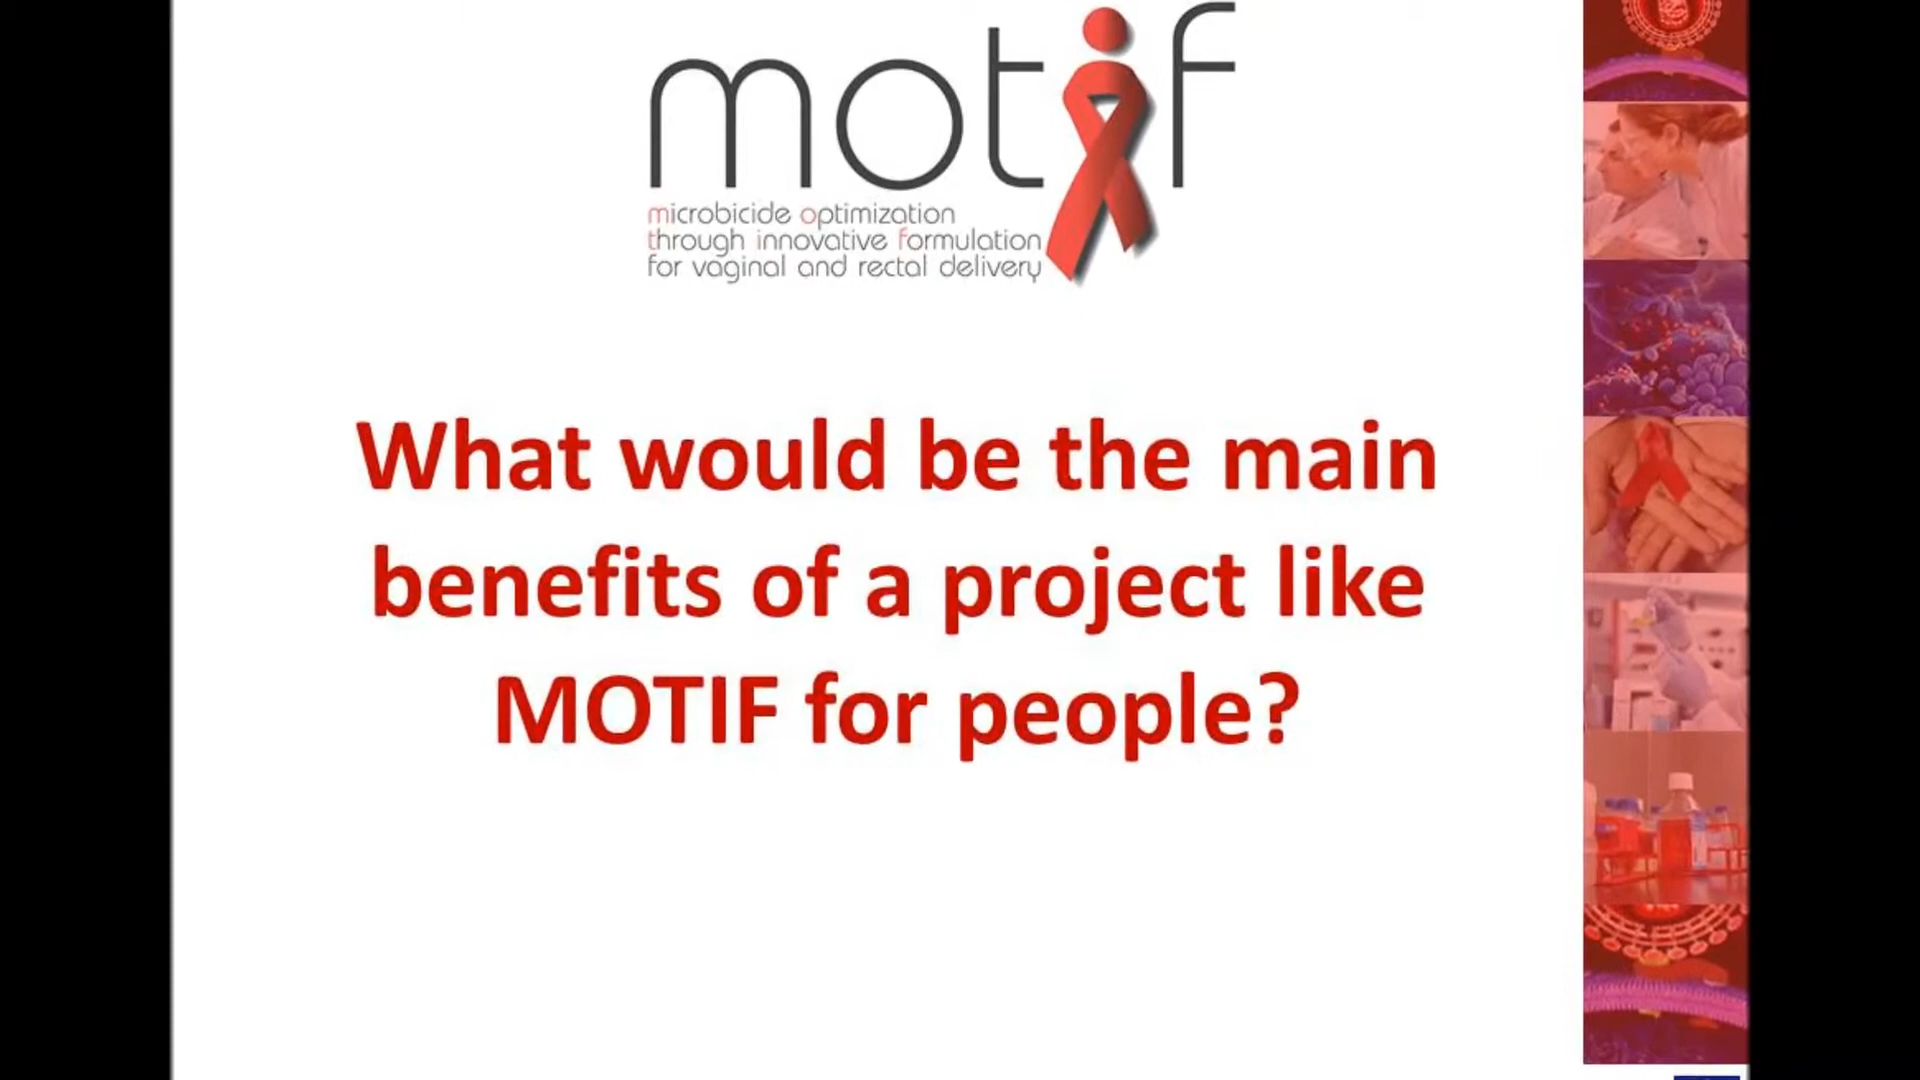 motif
microbicide optimization
through innovative formulation
for vaginal and rectal delivery
What would be the main
benefits of a project like
MOTIF for people?